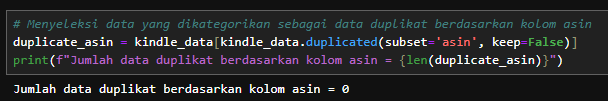 # Menyeleksi data yang dikategorikan sebagai data duplikat berdasarkan kolom asin
duplicate_asin = kindle_data[kindle_data.duplicated(subset='asin', keep=False)]
print(f"Jumlah data duplikat berdasarkan kolom asin = {len(duplicate_asin)}")
Jumlah data duplikat berdasarkan kolom asin = 0